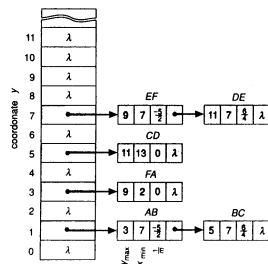 coordonate y
11 λ
10 λ
9 λ
8 λ
EF DE
7 9 7 -5/2 11 7 6/4 λ
6 λ
CD
5 11 13 0 λ
4 λ
FA
3 9 2 0 λ
2 λ
AB BC
1 3 7 -5/2 5 7 6/4 λ
0 λ
y max x min 1/m